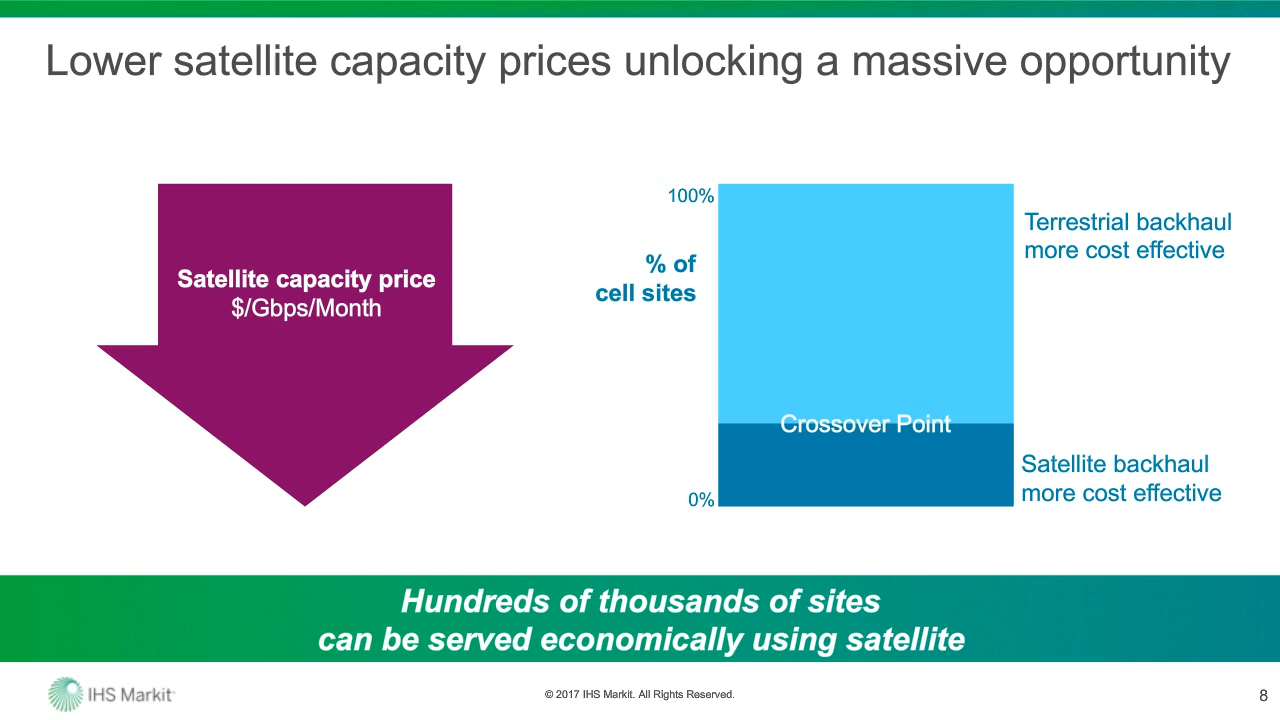 Lower satellite capacity prices unlocking a massive opportunity
Satellite capacity price
$/Gbps/Month
100%
% of
cell sites
0%
Crossover Point
Terrestrial backhaul
more cost effective
Satellite backhaul
more cost effective
Hundreds of thousands of sites
can be served economically using satellite
IHS Markit
© 2017 IHS Markit. All Rights Reserved.
8